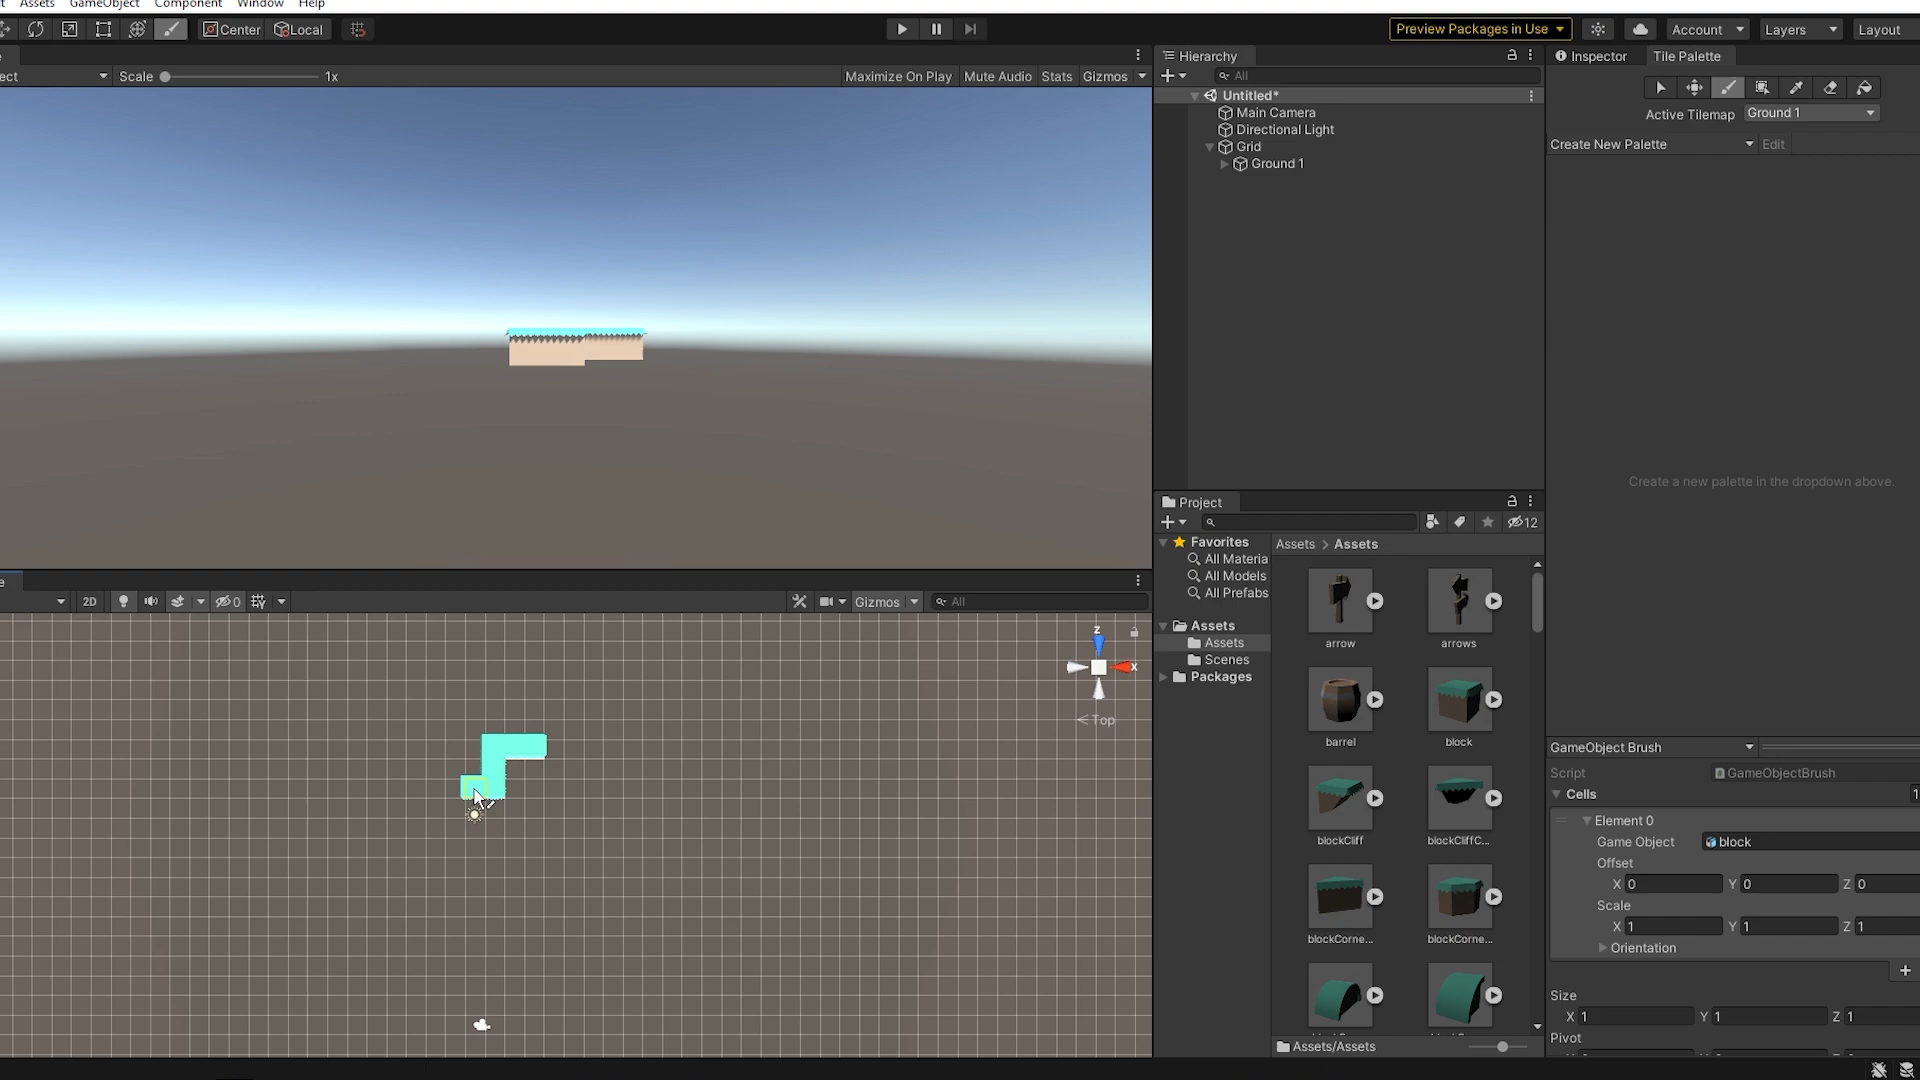 Assets GameObject Component Window Help
Center Local Preview Packages in Use Account Layers Layout
ect Scale 1x Maximize On Play Mute Audio Stats Gizmos
Hierarchy
All
Untitled*
Main Camera
Directional Light
Grid
Ground 1
Inspector Tile Palette
Active Tilemap Ground 1
Create New Palette Edit
Create a new palette in the dropdown above.
2D 0 Gizmos All
z
x
< Top
Project
12
Favorites
All Materia
All Models
All Prefabs
Assets
Assets
Scenes
Packages
Assets > Assets
arrow arrows
barrel block
blockCliff blockCliffC...
blockCorne... blockCorne...
Assets/Assets
GameObject Brush
Script GameObjectBrush
Cells 1
Element 0
Game Object block
Offset
X 0 Y 0 Z 0
Scale
X 1 Y 1 Z 1
Orientation
+
Size
X 1 Y 1 Z 1
Pivot